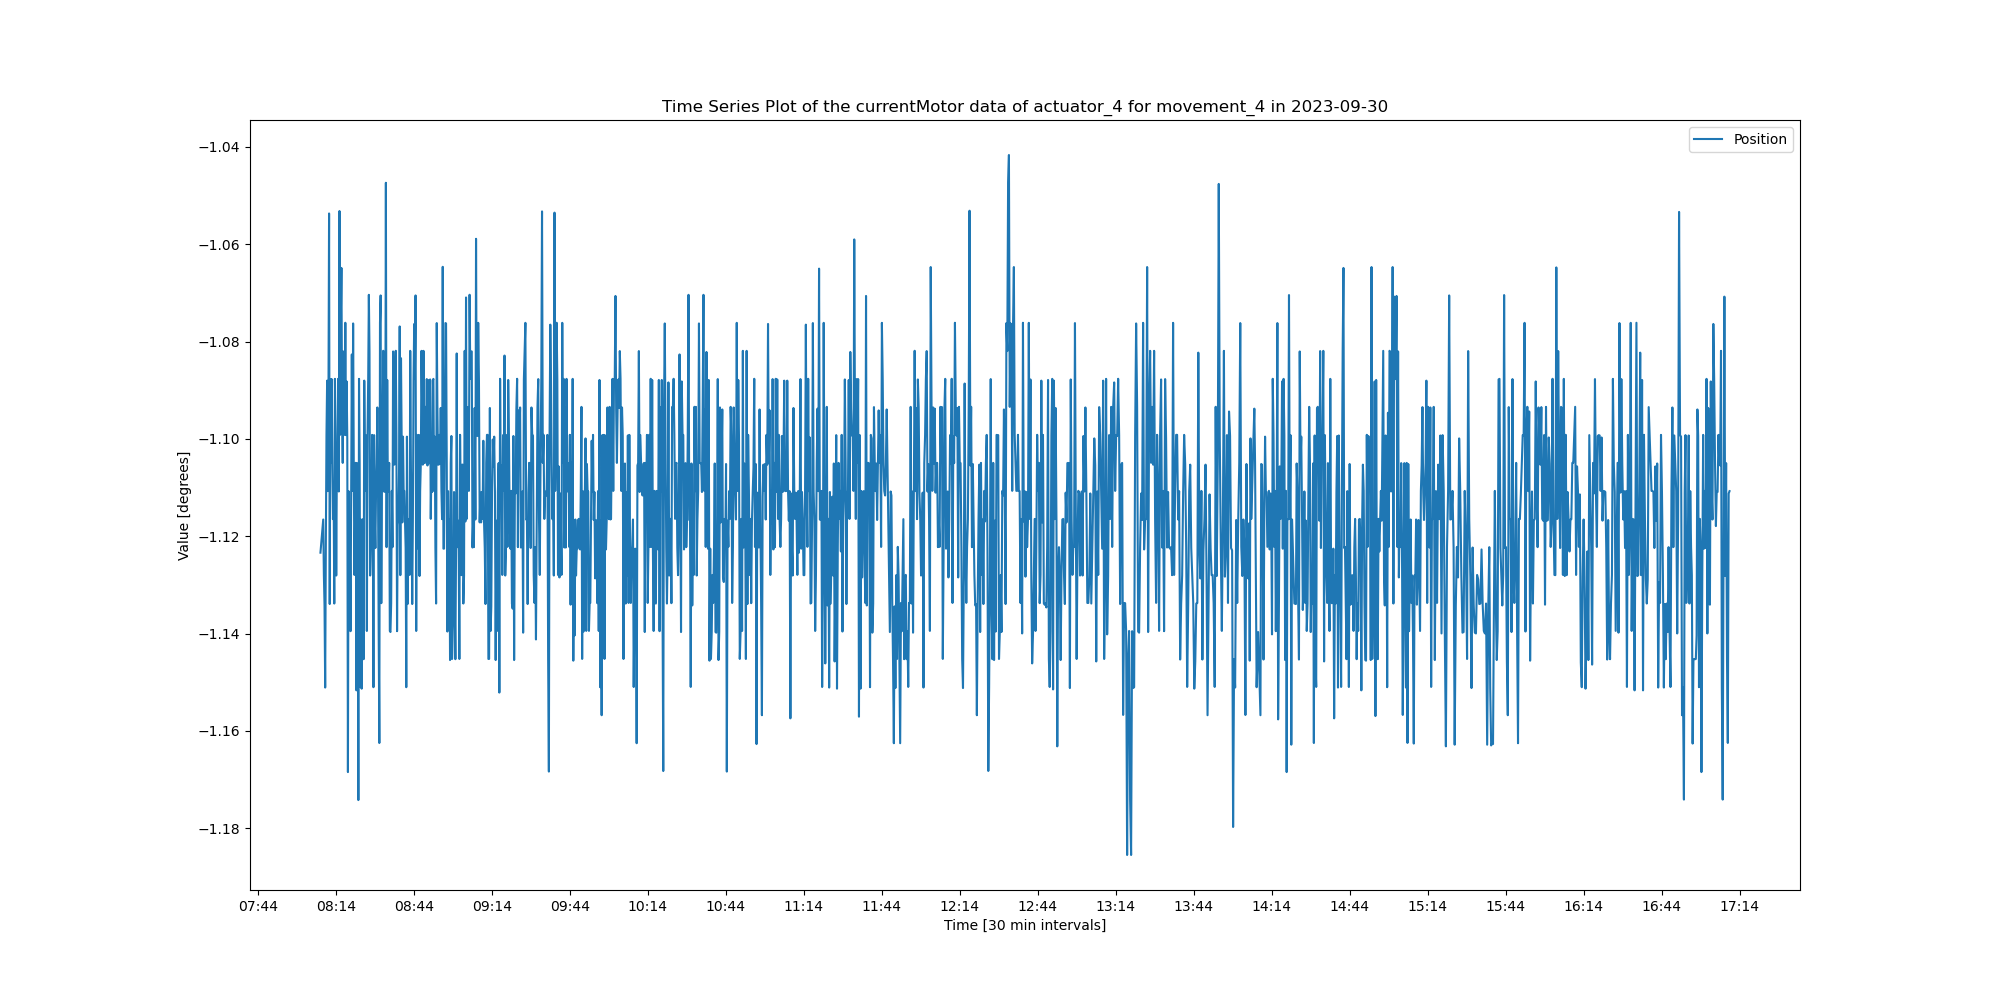 Time Series Plot of the currentMotor data of actuator_4 for movement_4 in 2023-09-30
Position
−1.04
−1.06
−1.08
−1.10
−1.12
−1.14
−1.16
−1.18
Value [degrees]
07:44 08:14 08:44 09:14 09:44 10:14 10:44 11:14 11:44 12:14 12:44 13:14 13:44 14:14 14:44 15:14 15:44 16:14 16:44 17:14
Time [30 min intervals]